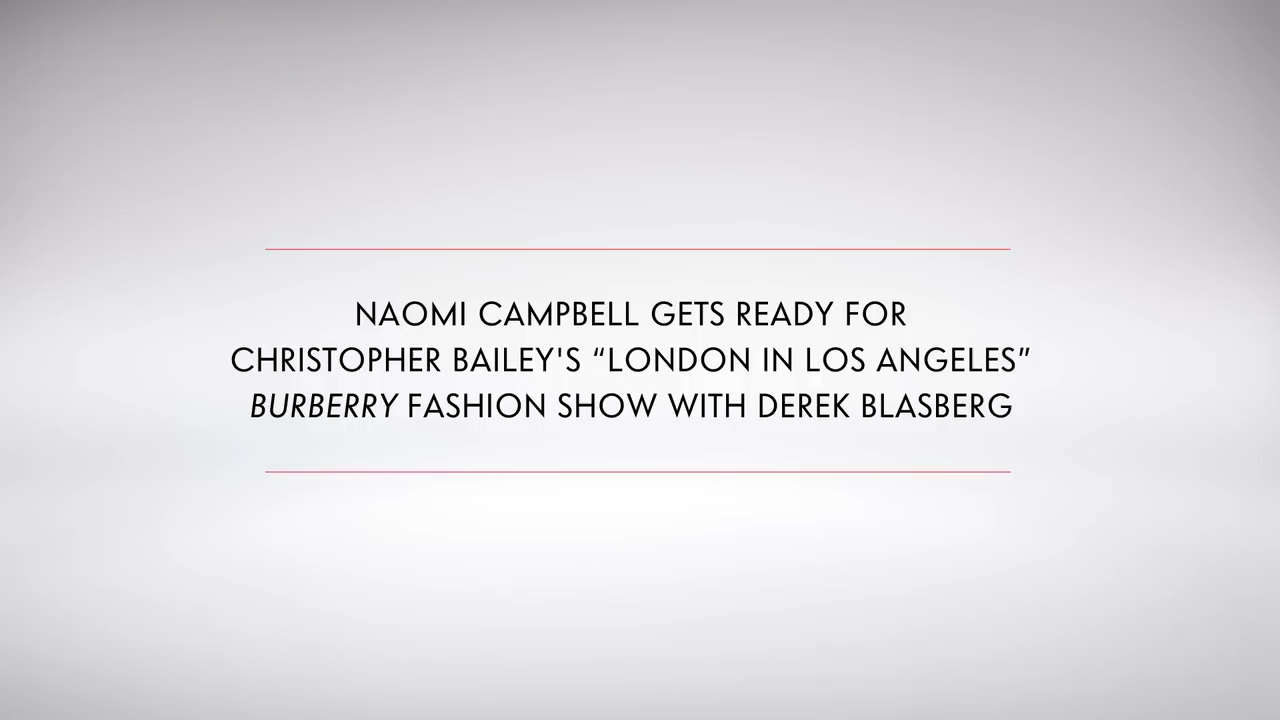 NAOMI CAMPBELL GETS READY FOR
CHRISTOPHER BAILEY'S “LONDON IN LOS ANGELES”
BURBERRY FASHION SHOW WITH DEREK BLASBERG